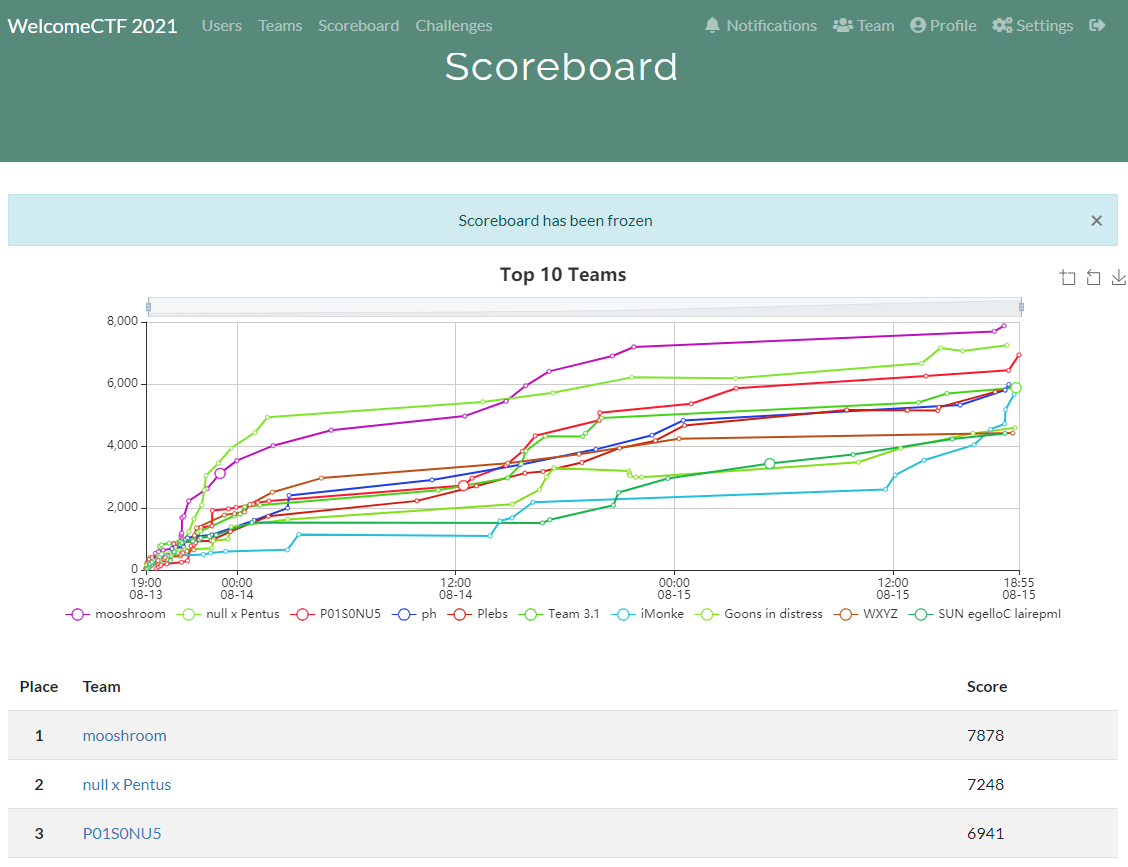 WelcomeCTF 2021 Users Teams Scoreboard Challenges Notifications Team Profile Settings
Scoreboard
Scoreboard has been frozen ×
Top 10 Teams
8,000
6,000
4,000
2,000
0
19:00 00:00 12:00 00:00 12:00 18:55
08-13 08-14 08-14 08-15 08-15 08-15
mooshroom null x Pentus P01S0NU5 ph Plebs Team 3.1 iMonke Goons in distress WXYZ SUN egelloC lairepmI
Place Team Score
1 mooshroom 7878
2 null x Pentus 7248
3 P01S0NU5 6941